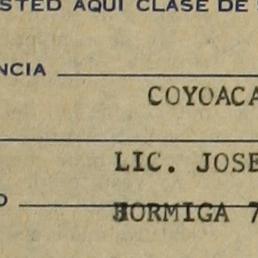 STED AQUI CLASE DE
NCIA
COYOACA
LIC. JOSE
O
HORMIGA 7